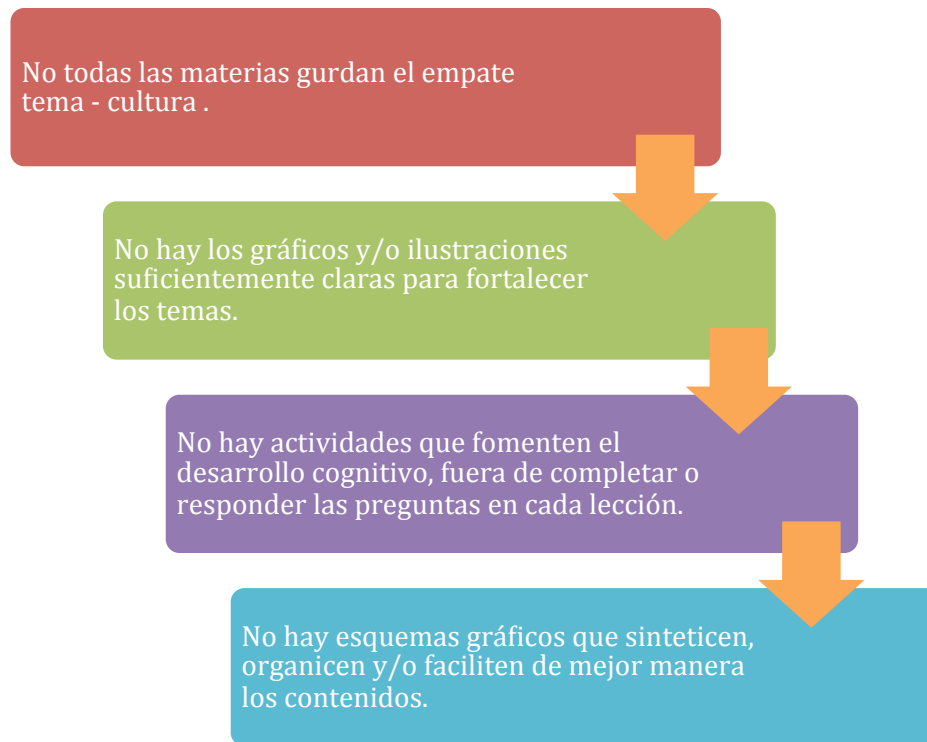 No todas las materias gurdan el empate
tema - cultura .
No hay los gráficos y/o ilustraciones
suficientemente claras para fortalecer
los temas.
No hay actividades que fomenten el
desarrollo cognitivo, fuera de completar o
responder las preguntas en cada lección.
No hay esquemas gráficos que sinteticen,
organicen y/o faciliten de mejor manera
los contenidos.